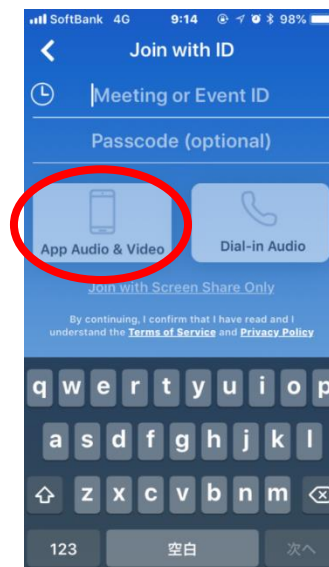 SoftBank 4G 9:14 98%
Join with ID
Meeting or Event ID
Passcode (optional)
App Audio & Video
Dial-in Audio
Join with Screen Share Only
By continuing, I confirm that I have read and I
understand the Terms of Service and Privacy Policy
q w e r t y u i o p
a s d f g h j k l
z x c v b n m
123 空白 次へ